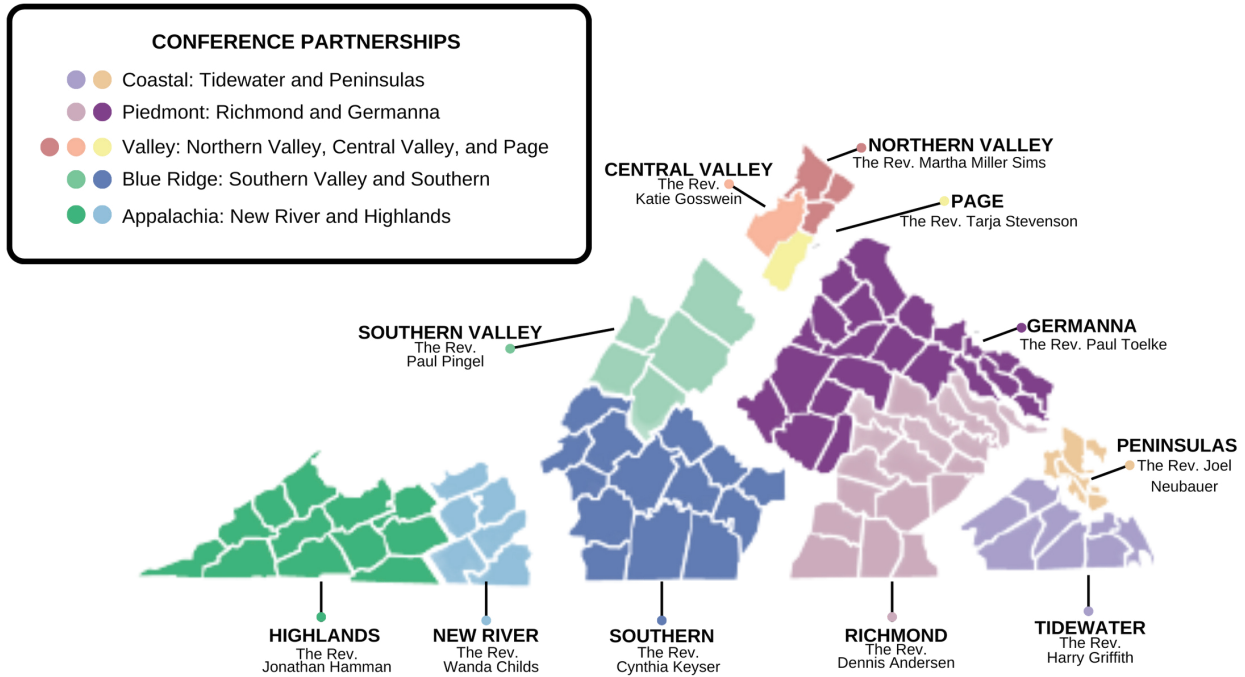 CONFERENCE PARTNERSHIPS
Coastal: Tidewater and Peninsulas
Piedmont: Richmond and Germanna
Valley: Northern Valley, Central Valley, and Page
Blue Ridge: Southern Valley and Southern
Appalachia: New River and Highlands
NORTHERN VALLEY
The Rev. Martha Miller Sims
CENTRAL VALLEY
The Rev.
Katie Gosswein
PAGE
The Rev. Tarja Stevenson
SOUTHERN VALLEY
The Rev.
Paul Pingel
GERMANNA
The Rev. Paul Toelke
PENINSULAS
The Rev. Joel
Neubauer
HIGHLANDS
The Rev.
Jonathan Hamman
NEW RIVER
The Rev.
Wanda Childs
SOUTHERN
The Rev.
Cynthia Keyser
RICHMOND
The Rev.
Dennis Andersen
TIDEWATER
The Rev.
Harry Griffith